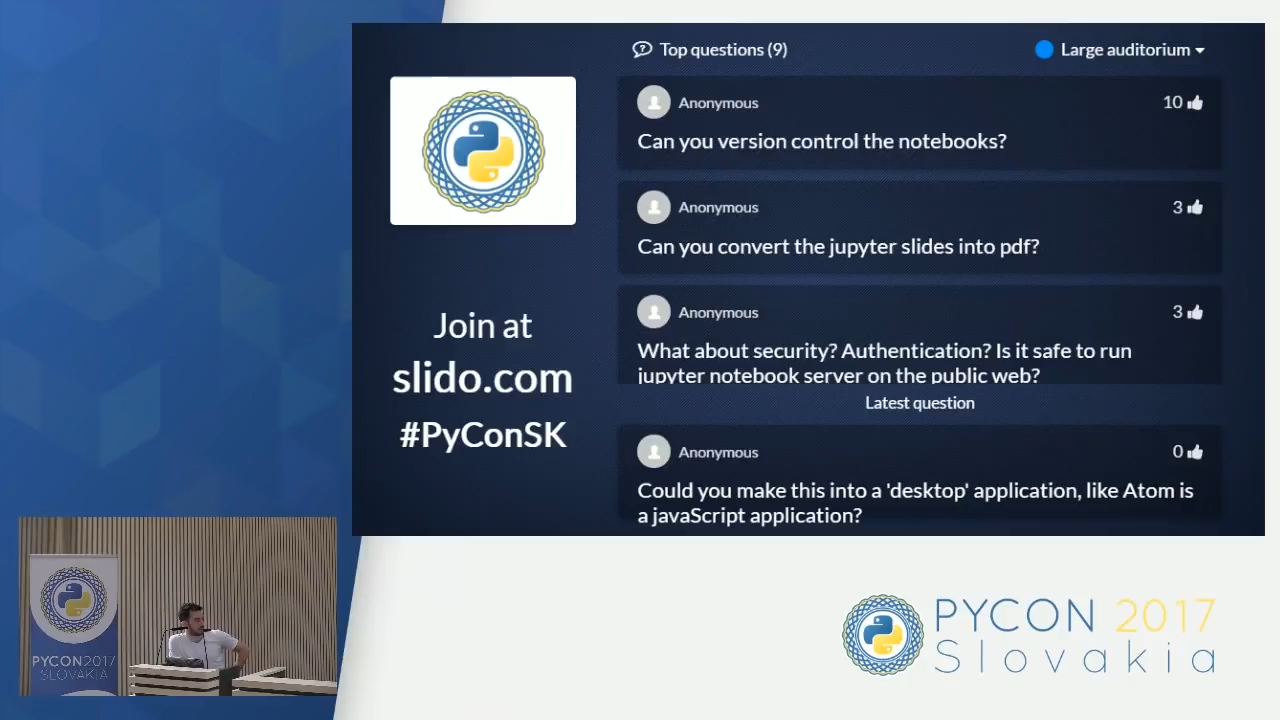 Top questions (9)
Large auditorium
Anonymous
10
Can you version control the notebooks?
Anonymous
3
Can you convert the jupyter slides into pdf?
Anonymous
3
What about security? Authentication? Is it safe to run
jupyter notebook server on the public web?
Latest question
Anonymous
0
Could you make this into a 'desktop' application, like Atom is
a javaScript application?
Join at
slido.com
#PyConSK
PYCON2017
SLOVAKIA
PYCON 2017
Slovakia